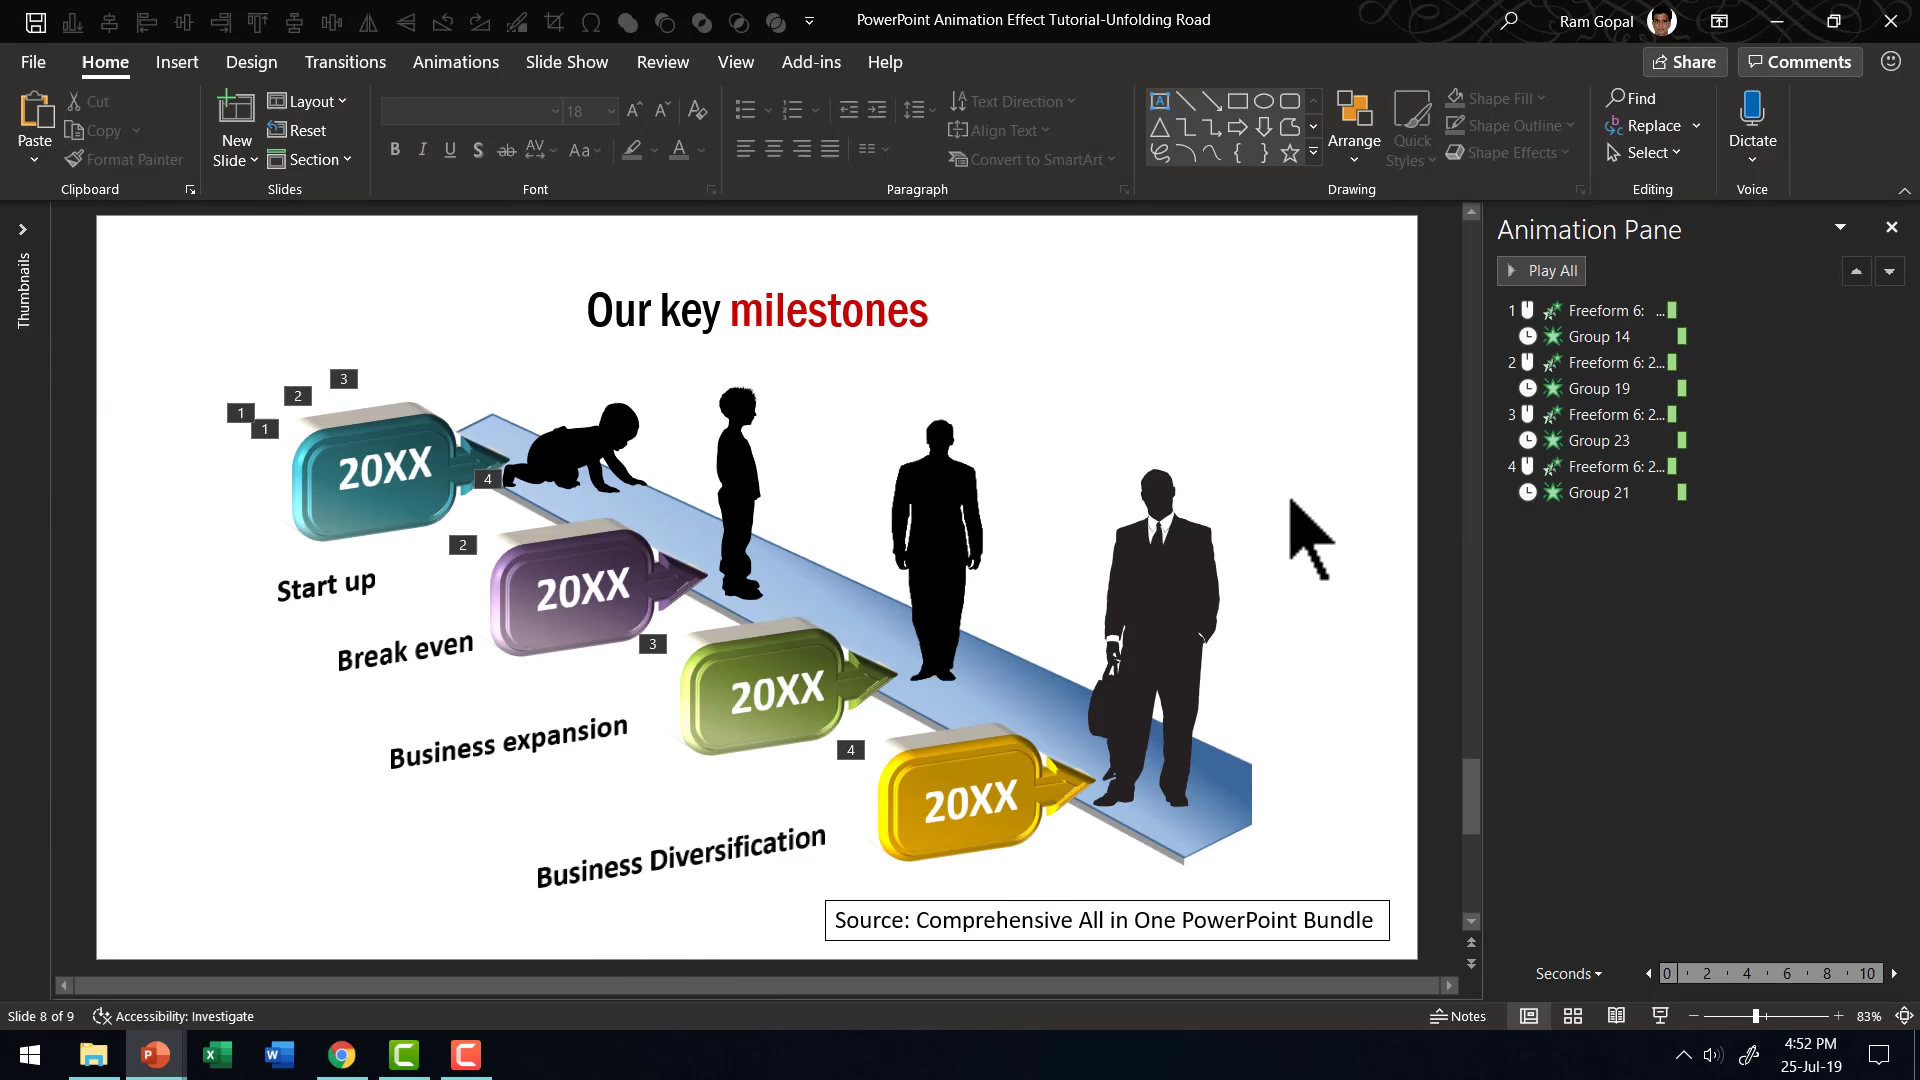 PowerPoint Animation Effect Tutorial-Unfolding Road
Ram Gopal
File
Home
Insert
Design
Transitions
Animations
Slide Show
Review
View
Add-ins
Help
Share
Comments
Paste
Cut
Copy
Format Painter
Clipboard
New
Slide
Layout
Reset
Section
Slides
18
Font
Text Direction
Align Text
Convert to SmartArt
Paragraph
Arrange
Quick
Styles
Shape Fill
Shape Outline
Shape Effects
Drawing
Find
Replace
Select
Editing
Dictate
Voice
Thumbnails
Our key milestones
1
2
3
1
4
20XX
Start up
2
20XX
Break even
3
20XX
Business expansion
4
20XX
Business Diversification
Source: Comprehensive All in One PowerPoint Bundle
Animation Pane
Play All
1 Freeform 6: ...
Group 14
2 Freeform 6: 2...
Group 19
3 Freeform 6: 2...
Group 23
4 Freeform 6: 2...
Group 21
Seconds
0 2 4 6 8 10
Slide 8 of 9
Accessibility: Investigate
Notes
83%
4:52 PM
25-Jul-19